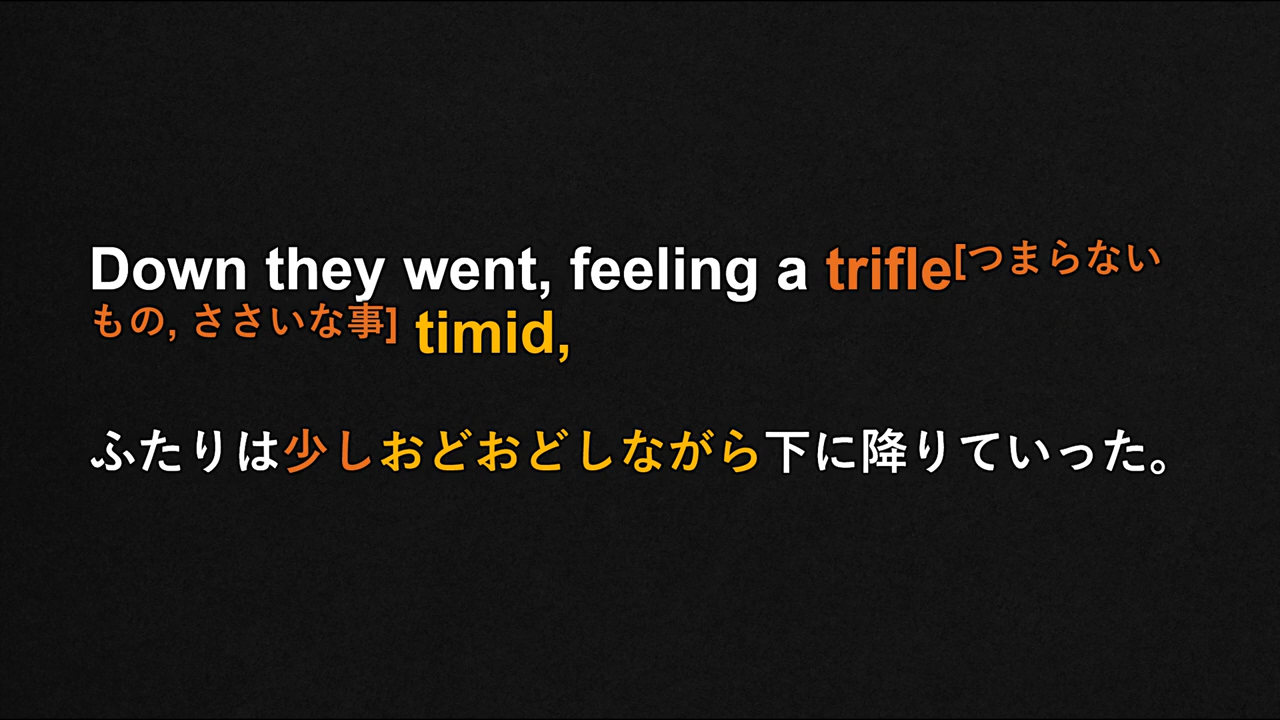 Down they went, feeling a trifle[つまらない
もの, ささいな事] timid,
ふたりは少しおどおどしながら下に降りていった。